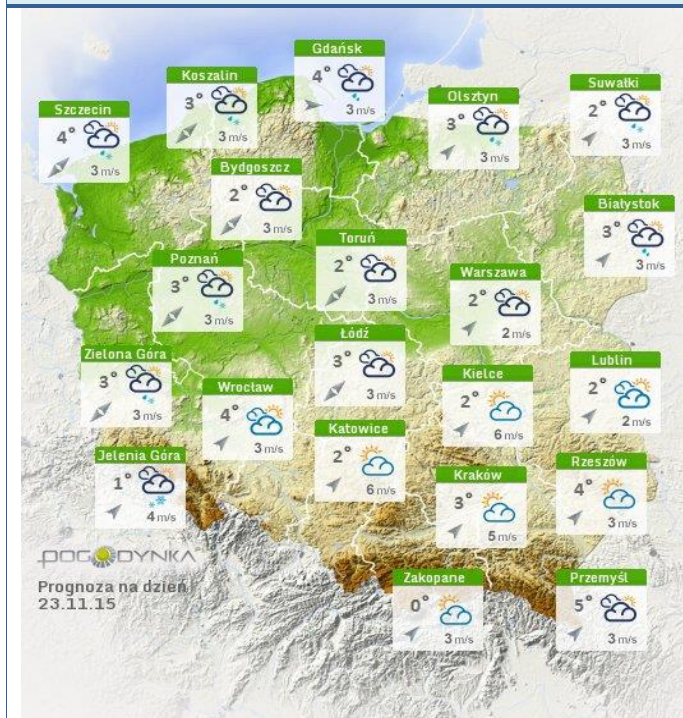 Gdańsk
4°
3 m/s
Koszalin
3°
3 m/s
Suwałki
2°
3 m/s
Olsztyn
3°
3 m/s
Szczecin
4°
3 m/s
Bydgoszcz
2°
3 m/s
Białystok
3°
3 m/s
Toruń
2°
3 m/s
Poznań
3°
3 m/s
Warszawa
2°
2 m/s
Łódź
3°
3 m/s
Zielona Góra
3°
3 m/s
Lublin
2°
2 m/s
Kielce
2°
6 m/s
Wrocław
4°
3 m/s
Katowice
2°
6 m/s
Jelenia Góra
1°
4 m/s
Rzeszów
4°
3 m/s
Kraków
3°
5 m/s
POGODYNKA
Prognoza na dzień
23.11.15
Zakopane
0°
3 m/s
Przemyśl
5°
3 m/s